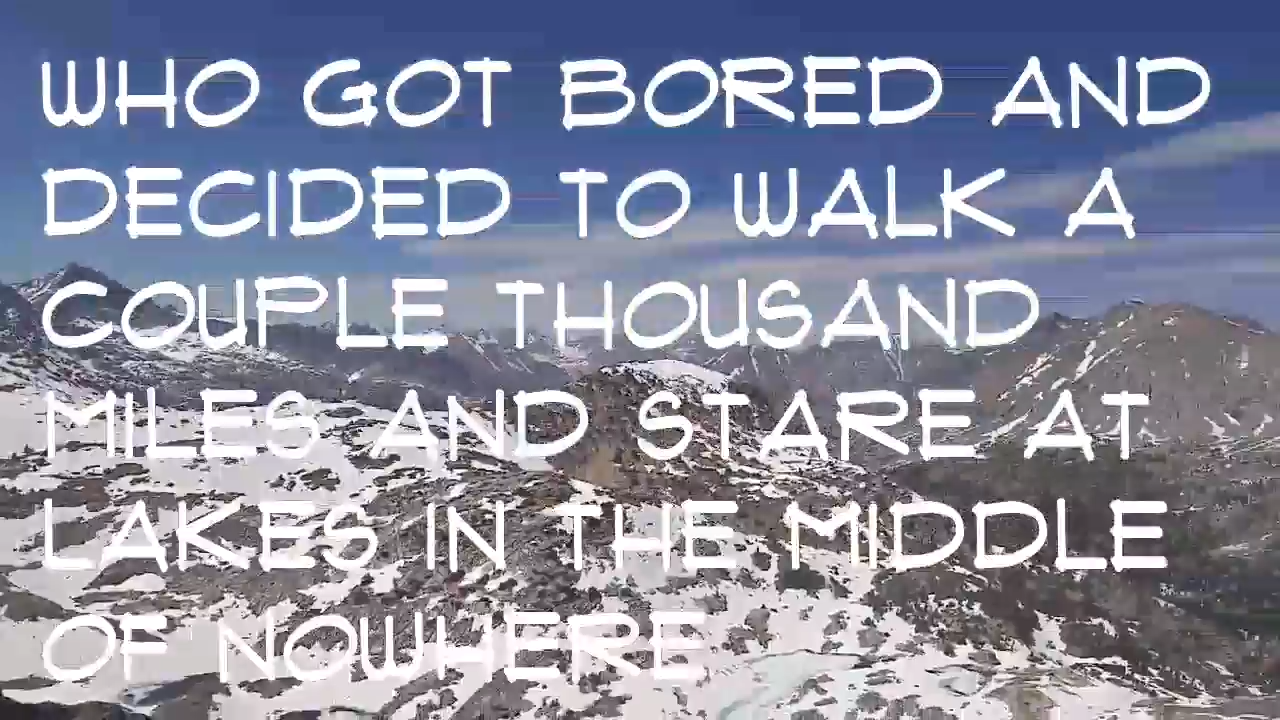 WHO GOT BORED AND
DECIDED TO WALK A
COUPLE THOUSAND
MILES AND STARE AT
LAKES IN THE MIDDLE
OF NOWHERE